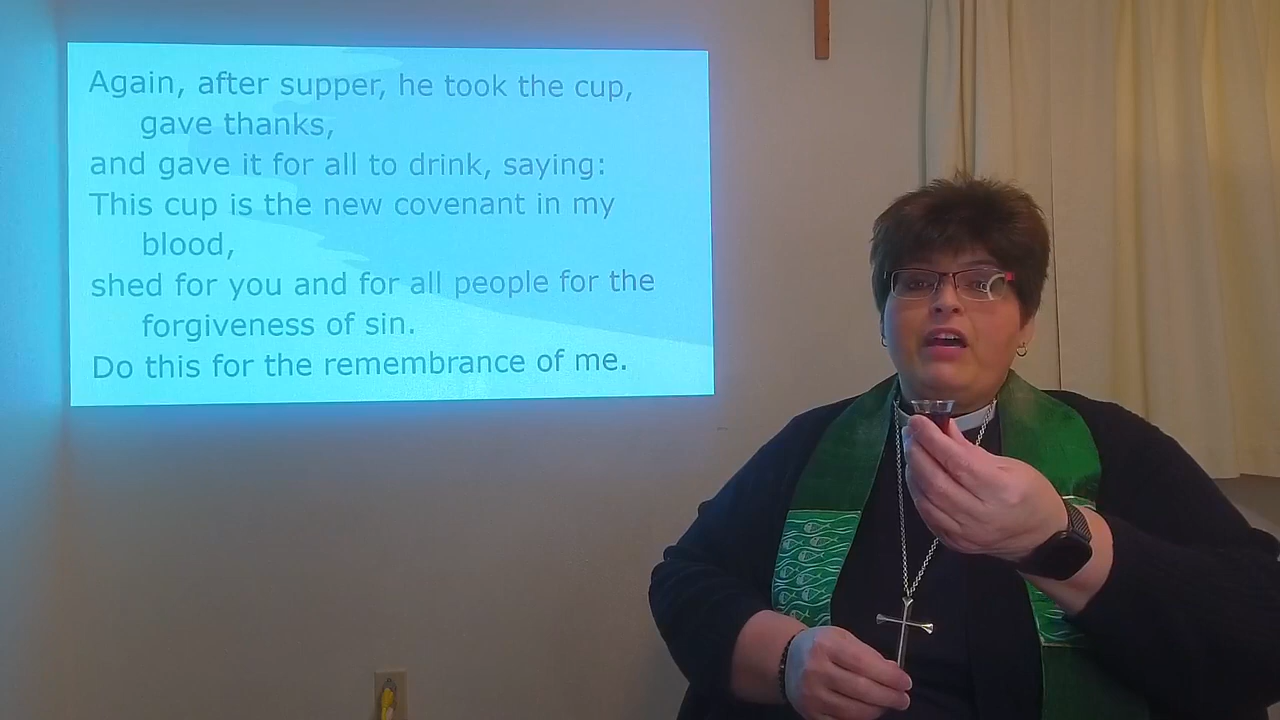 Again, after supper, he took the cup,
gave thanks,
and gave it for all to drink, saying:
This cup is the new covenant in my
blood,
shed for you and for all people for the
forgiveness of sin.
Do this for the remembrance of me.